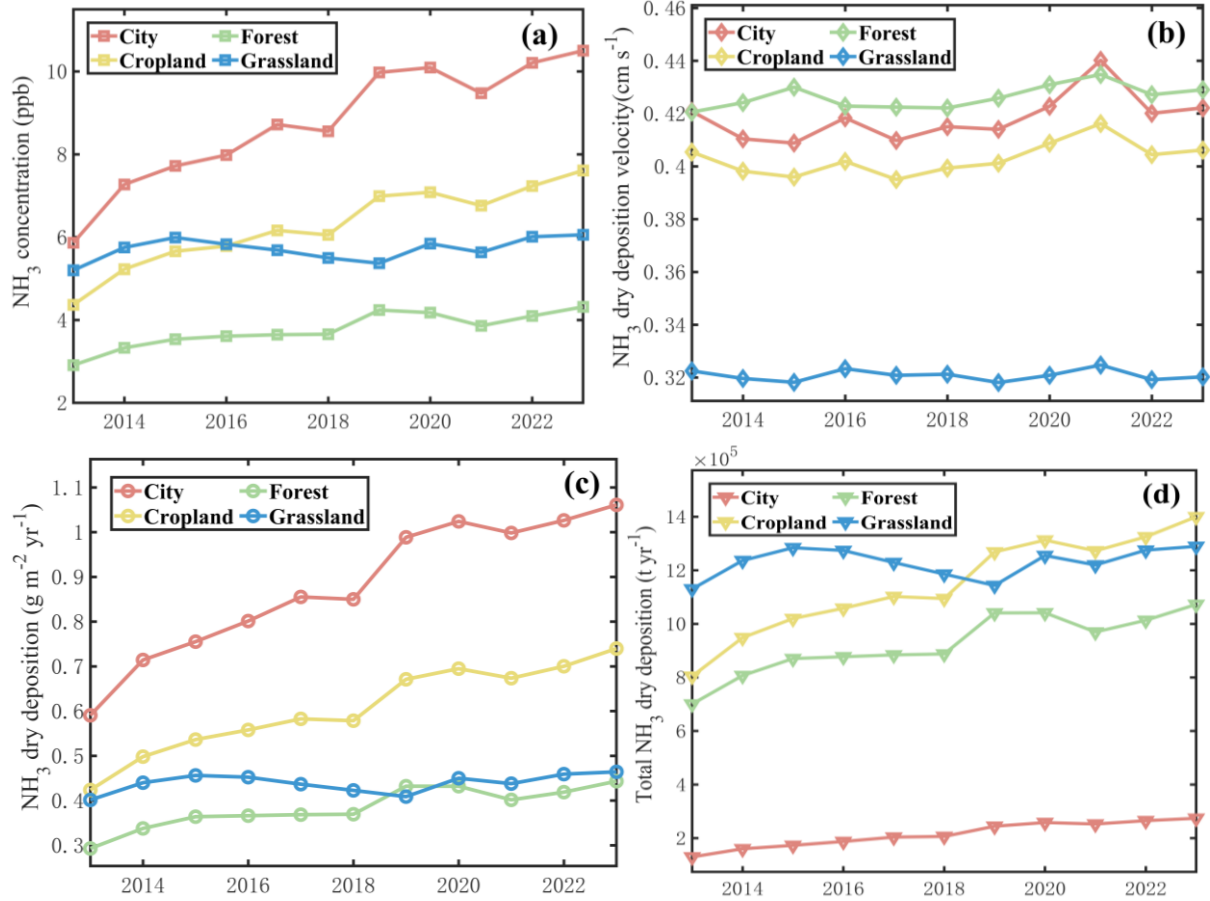 (a)
City Forest
Cropland Grassland
NH₃ concentration (ppb)
10
8
6
4
2
2014 2016 2018 2020 2022
(b)
City Forest
Cropland Grassland
NH₃ dry deposition velocity(cm s⁻¹)
0.46
0.44
0.42
0.4
0.38
0.36
0.34
0.32
2014 2016 2018 2020 2022
(c)
City Forest
Cropland Grassland
NH₃ dry deposition (g m⁻² yr⁻¹)
1.1
1
0.9
0.8
0.7
0.6
0.5
0.4
0.3
2014 2016 2018 2020 2022
×10⁵
(d)
City Forest
Cropland Grassland
Total NH₃ dry deposition (t yr⁻¹)
14
12
10
8
6
4
2
2014 2016 2018 2020 2022